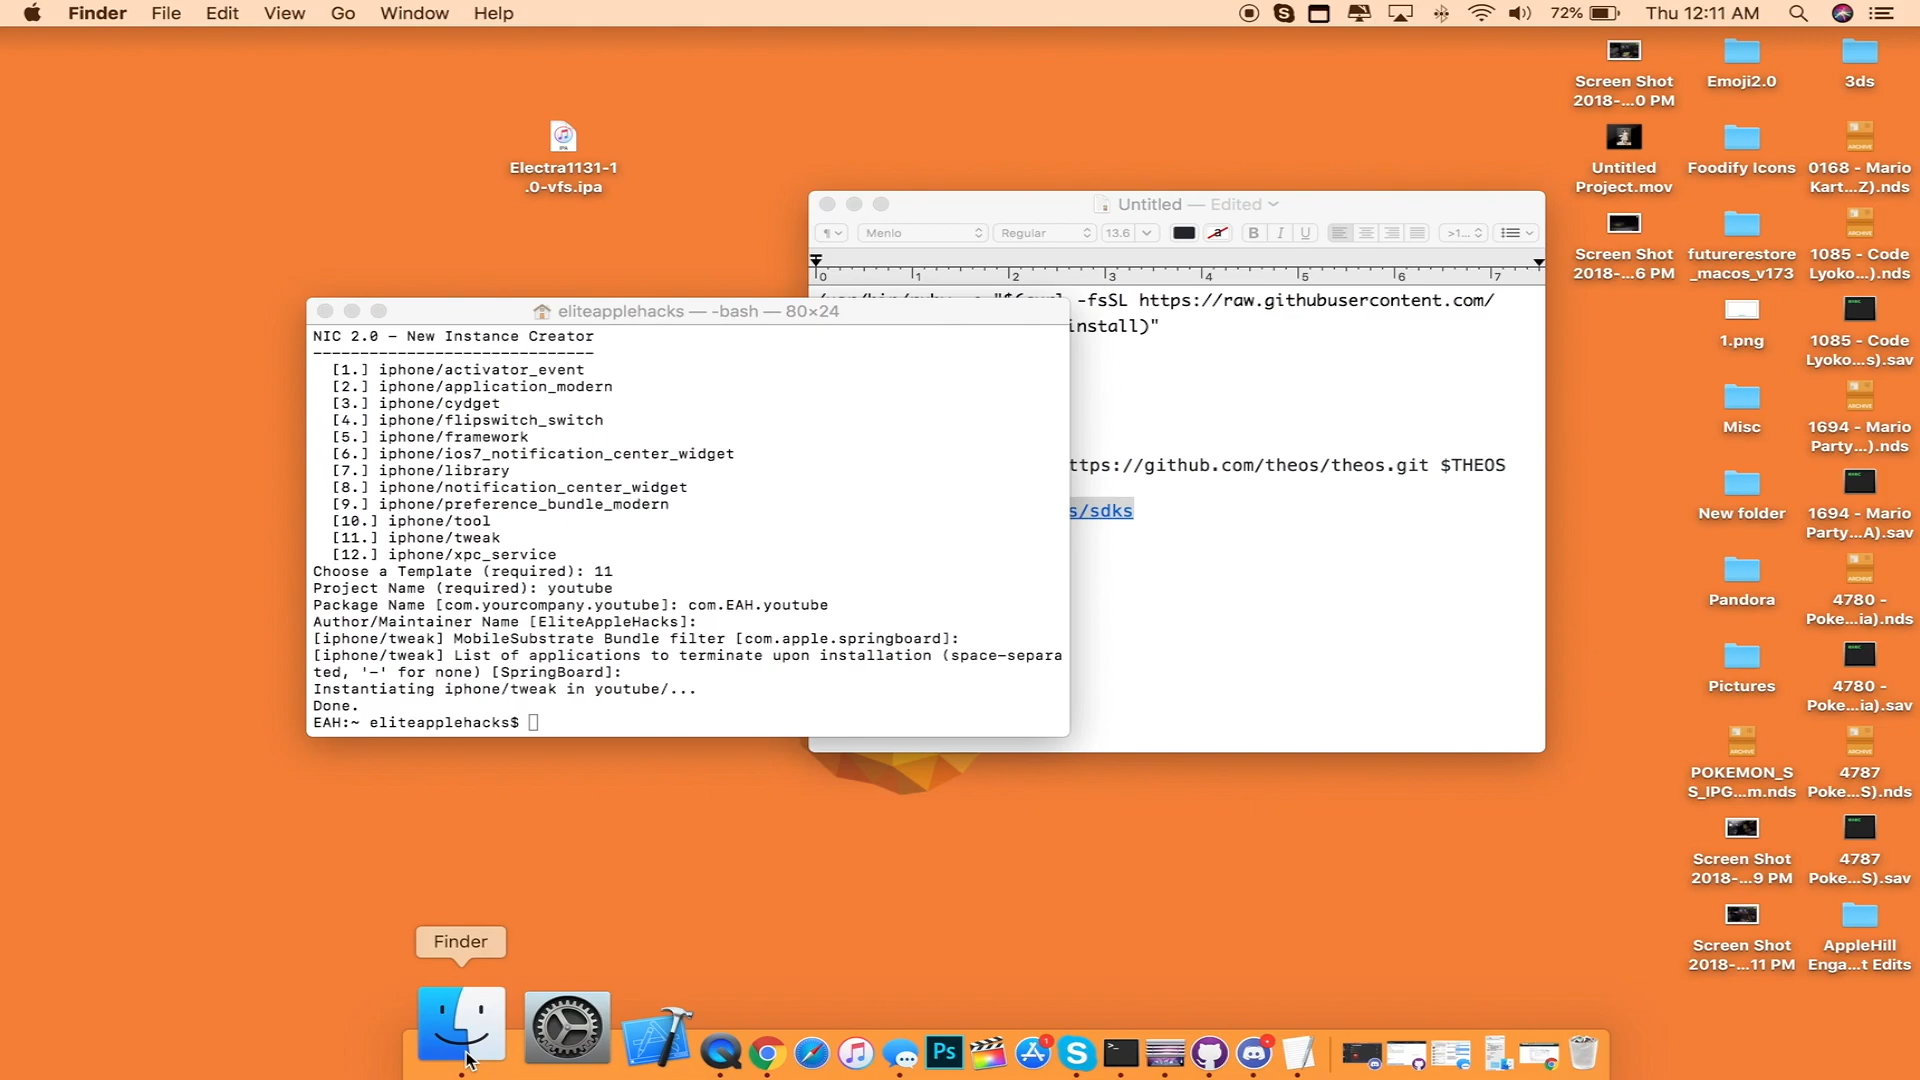 Finder File Edit View Go Window Help
72% Thu 12:11 AM
Electra1131-1
.0-vfs.ipa
Screen Shot
2018-...0 PM
Emoji2.0
3ds
Untitled
Project.mov
Foodify Icons
0168 - Mario
Kart...Z).nds
Screen Shot
2018-...6 PM
futurerestore
_macos_v173
1085 - Code
Lyoko...).nds
1.png
1085 - Code
Lyoko...s).sav
Misc
1694 - Mario
Party...).nds
New folder
1694 - Mario
Party...A).sav
Pandora
4780 -
Poke...ia).nds
Pictures
4780 -
Poke...ia).sav
POKEMON_S
S_IPG...m.nds
4787
Poke...S).nds
Screen Shot
2018-...9 PM
4787
Poke...S).sav
Screen Shot
2018-...11 PM
AppleHill
Enga...t Edits
Untitled — Edited
Menlo Regular 13.6 a B I U >1...
0 1 2 3 4 5 6 7
-fsSL https://raw.githubusercontent.com/
install)"
ttps://github.com/theos/theos.git $THEOS
s/sdks
eliteapplehacks — -bash — 80×24
NIC 2.0 - New Instance Creator
------------------------------
[1.] iphone/activator_event
[2.] iphone/application_modern
[3.] iphone/cydget
[4.] iphone/flipswitch_switch
[5.] iphone/framework
[6.] iphone/ios7_notification_center_widget
[7.] iphone/library
[8.] iphone/notification_center_widget
[9.] iphone/preference_bundle_modern
[10.] iphone/tool
[11.] iphone/tweak
[12.] iphone/xpc_service
Choose a Template (required): 11
Project Name (required): youtube
Package Name [com.yourcompany.youtube]: com.EAH.youtube
Author/Maintainer Name [EliteAppleHacks]:
[iphone/tweak] MobileSubstrate Bundle filter [com.apple.springboard]:
[iphone/tweak] List of applications to terminate upon installation (space-separa
ted, '-' for none) [SpringBoard]:
Instantiating iphone/tweak in youtube/...
Done.
EAH:~ eliteapplehacks$
Finder
Ps